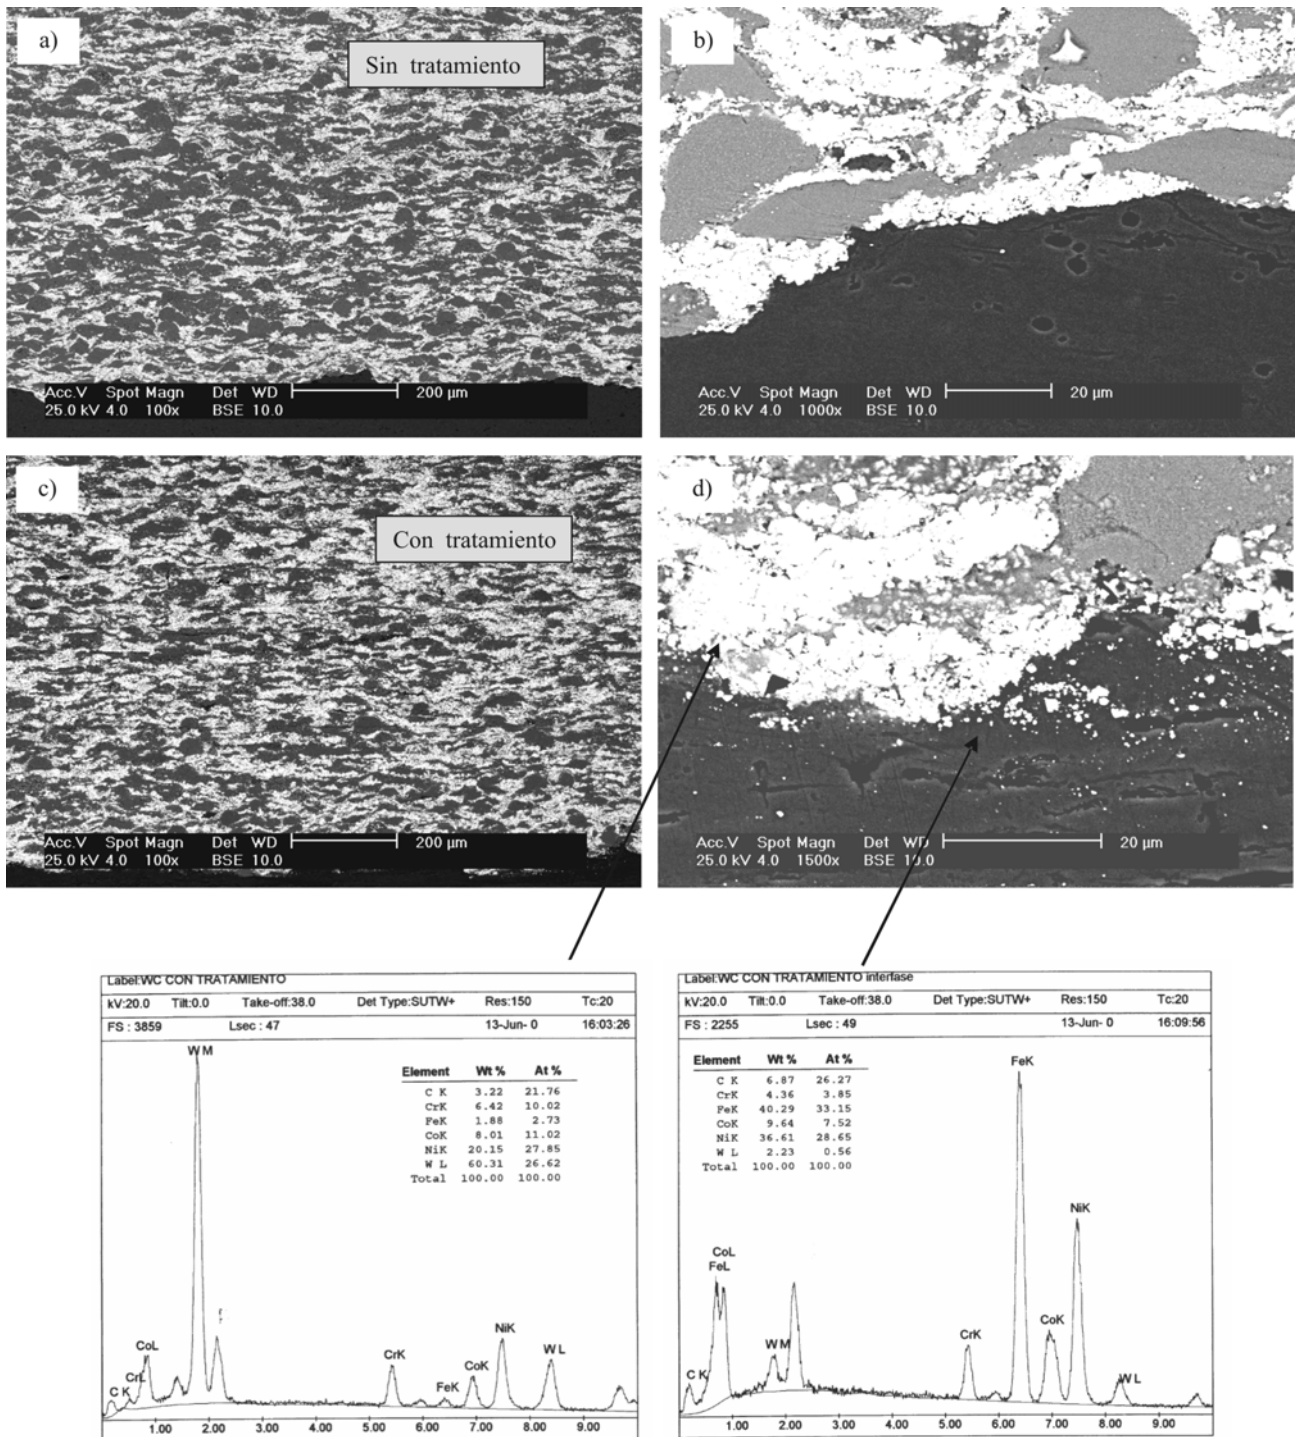 a)
Sin tratamiento
Acc.V Spot Magn Det WD 200 µm
25.0 kV 4.0 100x BSE 10.0
b)
Acc.V Spot Magn Det WD 20 µm
25.0 kV 4.0 1000x BSE 10.0
c)
Con tratamiento
Acc.V Spot Magn Det WD 200 µm
25.0 kV 4.0 100x BSE 10.0
d)
Acc.V Spot Magn Det WD 20 µm
25.0 kV 4.0 1500x BSE 10.0
Label:WC CON TRATAMIENTO
kV:20.0 Tilt:0.0 Take-off:38.0 Det Type:SUTW+ Res:150 Tc:20
FS : 3859 Lsec : 47 13-Jun- 0 16:03:26
W M
Element Wt % At %
C K 3.22 21.76
CrK 6.42 10.02
FeK 1.88 2.73
CoK 8.01 11.02
NiK 20.15 27.85
W L 60.31 26.62
Total 100.00 100.00
C K
CrL
CoL
CrK
FeK
CoK
NiK
W L
1.00 2.00 3.00 4.00 5.00 6.00 7.00 8.00 9.00
Label:WC CON TRATAMIENTO interfase
kV:20.0 Tilt:0.0 Take-off:38.0 Det Type:SUTW+ Res:150 Tc:20
FS : 2255 Lsec : 49 13-Jun- 0 16:09:56
Element Wt % At %
C K 6.87 26.27
CrK 4.36 3.85
FeK 40.29 33.15
CoK 9.64 7.52
NiK 36.61 28.65
W L 2.23 0.56
Total 100.00 100.00
FeK
NiK
CoL
FeL
C K
W M
CrK
CoK
W L
1.00 2.00 3.00 4.00 5.00 6.00 7.00 8.00 9.00